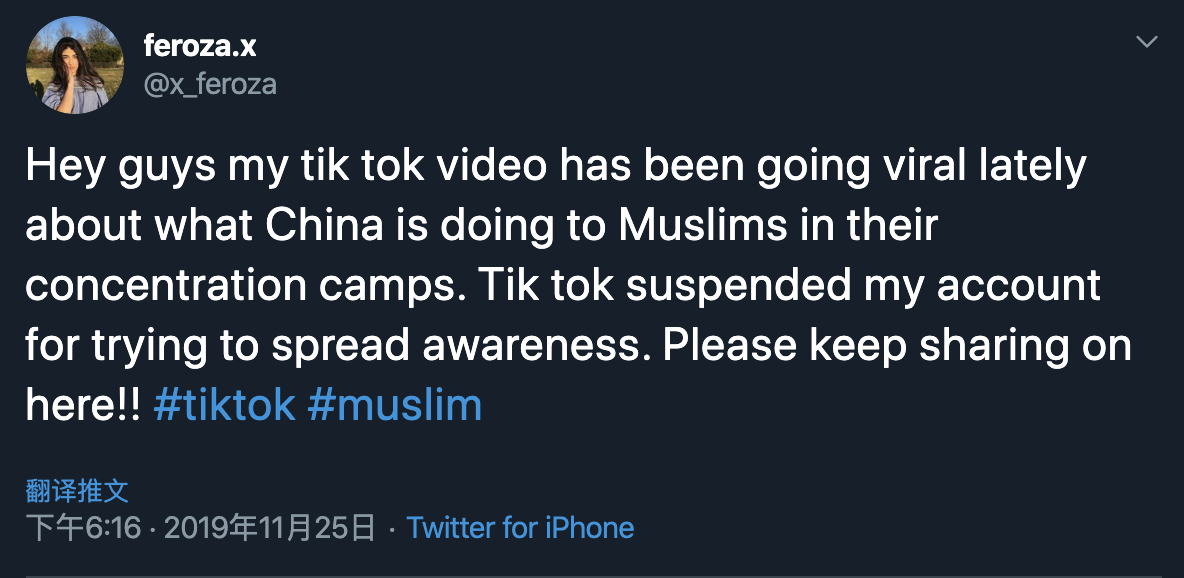 feroza.x
@x_feroza
Hey guys my tik tok video has been going viral lately
about what China is doing to Muslims in their
concentration camps. Tik tok suspended my account
for trying to spread awareness. Please keep sharing on
here!! #tiktok #muslim
翻译推文
下午6:16 · 2019年11月25日 · Twitter for iPhone